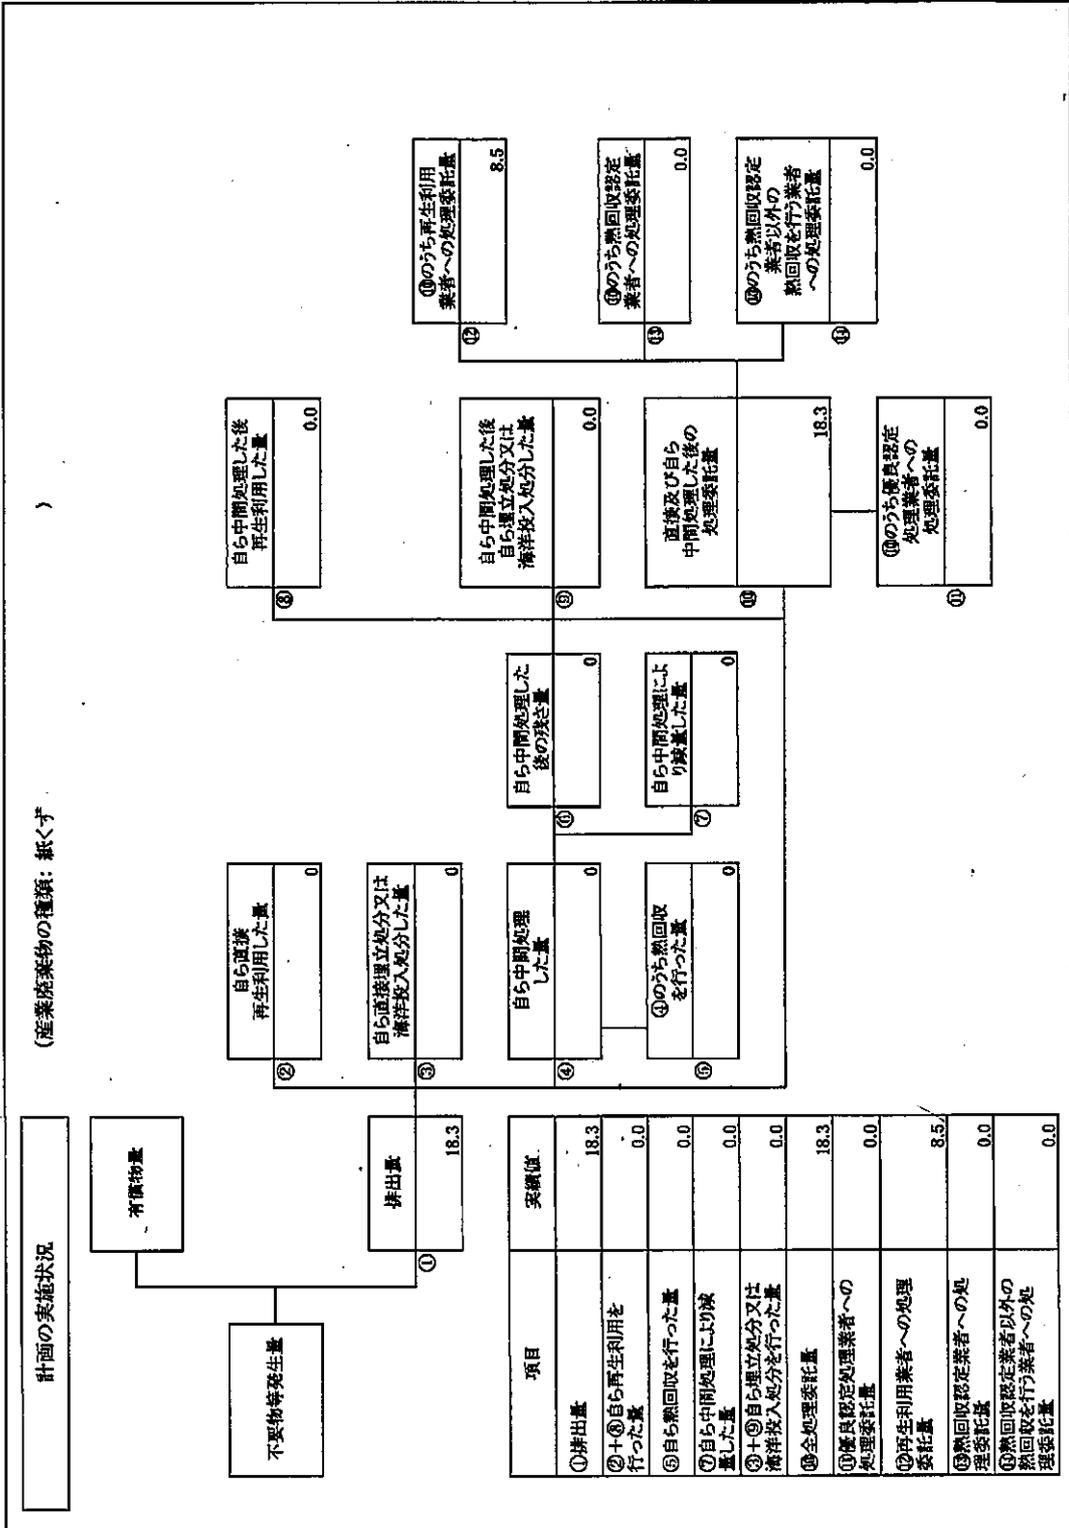 計画の実施状況
（産業廃棄物の種類：紙くず
）
有償物量
不要物等発生量
①
排出量
18.3
②
自ら直接
再生利用した量
0
③
自ら直接埋立処分又は
海洋投入処分した量
0
④
自ら中間処理
した量
0
⑤
④のうち熱回収
を行った量
0
⑥
自ら中間処理した
後の残さ量
0
⑦
自ら中間処理によ
り減量した量
0
⑧
自ら中間処理した後
再生利用した量
0.0
⑨
自ら中間処理した後
自ら埋立処分又は
海洋投入処分した量
0.0
⑩
直接及び自ら
中間処理した後の
処理委託量
18.3
⑪
⑩のうち優良認定
処理業者への
処理委託量
0.0
⑫
⑩のうち再生利用
業者への処理委託量
8.5
⑬
⑩のうち熱回収認定
業者への処理委託量
0.0
⑭
⑩のうち熱回収認定
業者以外の
熱回収を行う業者
への処理委託量
0.0
項目 実績値
①排出量 18.3
②＋⑧自ら再生利用を
行った量 0.0
⑤自ら熱回収を行った量 0.0
⑦自ら中間処理により減
量した量 0.0
③＋⑨自ら埋立処分又は
海洋投入処分を行った量 0.0
⑩全処理委託量 18.3
⑪優良認定処理業者への
処理委託量 0.0
⑫再生利用業者への処理
委託量 8.5
⑬熱回収認定業者への処
理委託量 0.0
⑭熱回収認定業者以外の
熱回収を行う業者への処
理委託量 0.0